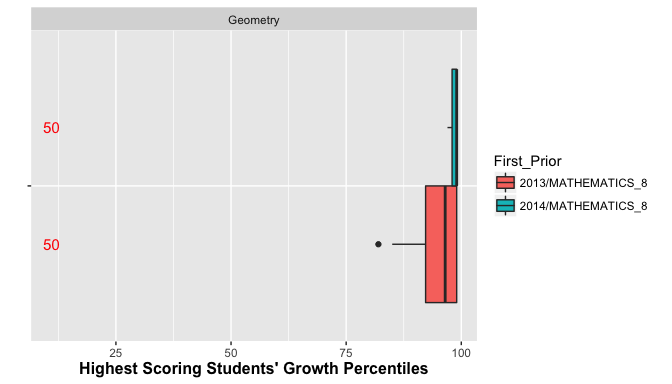 Geometry
50
50
First_Prior
2013/MATHEMATICS_8
2014/MATHEMATICS_8
25 50 75 100
Highest Scoring Students' Growth Percentiles